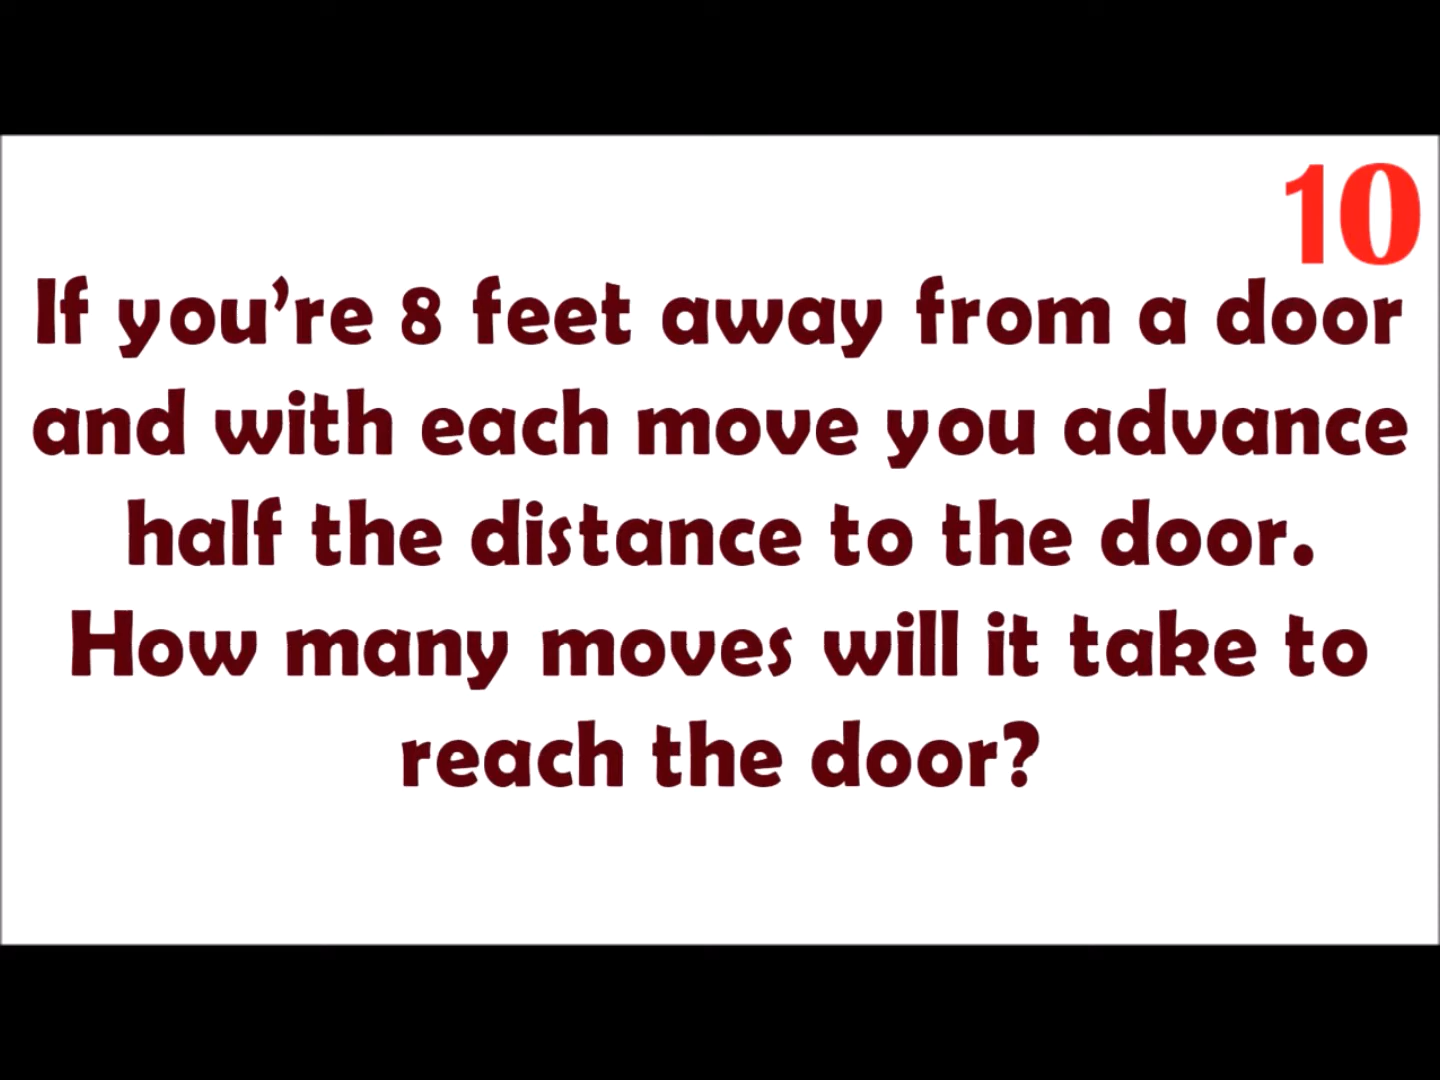 10
If you’re 8 feet away from a door
and with each move you advance
half the distance to the door.
How many moves will it take to
reach the door?